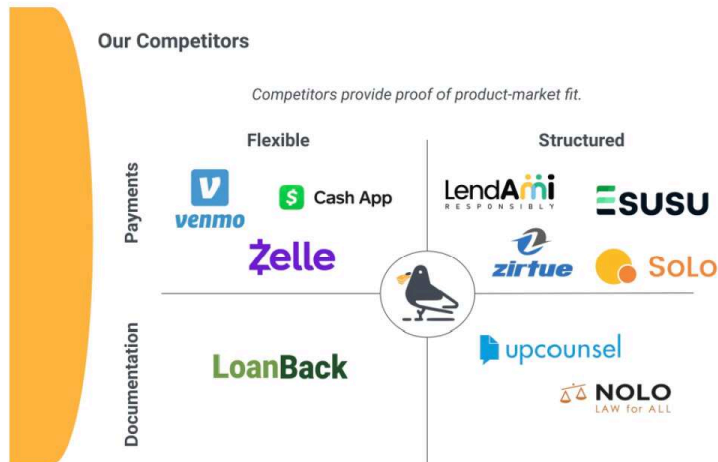 Our Competitors
Competitors provide proof of product-market fit.
Flexible
Structured
Payments
V
venmo
$ Cash App
Zelle
LendAmi
RESPONSIBLY
ESUSU
zirtue
SoLo
Documentation
LoanBack
upcounsel
NOLO
LAW for ALL